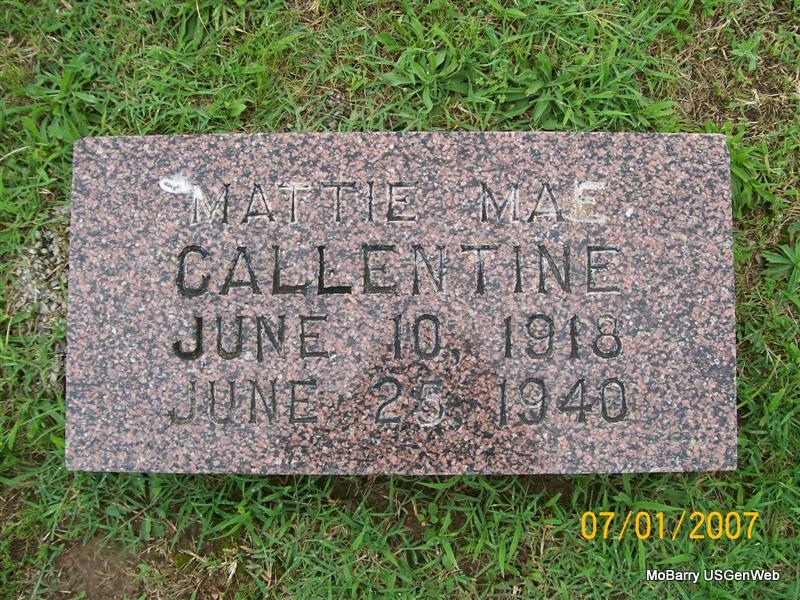 MATTIE MAE
CALLENTINE
JUNE 10, 1918
JUNE 25, 1940
07/01/2007
MoBarry USGenWeb